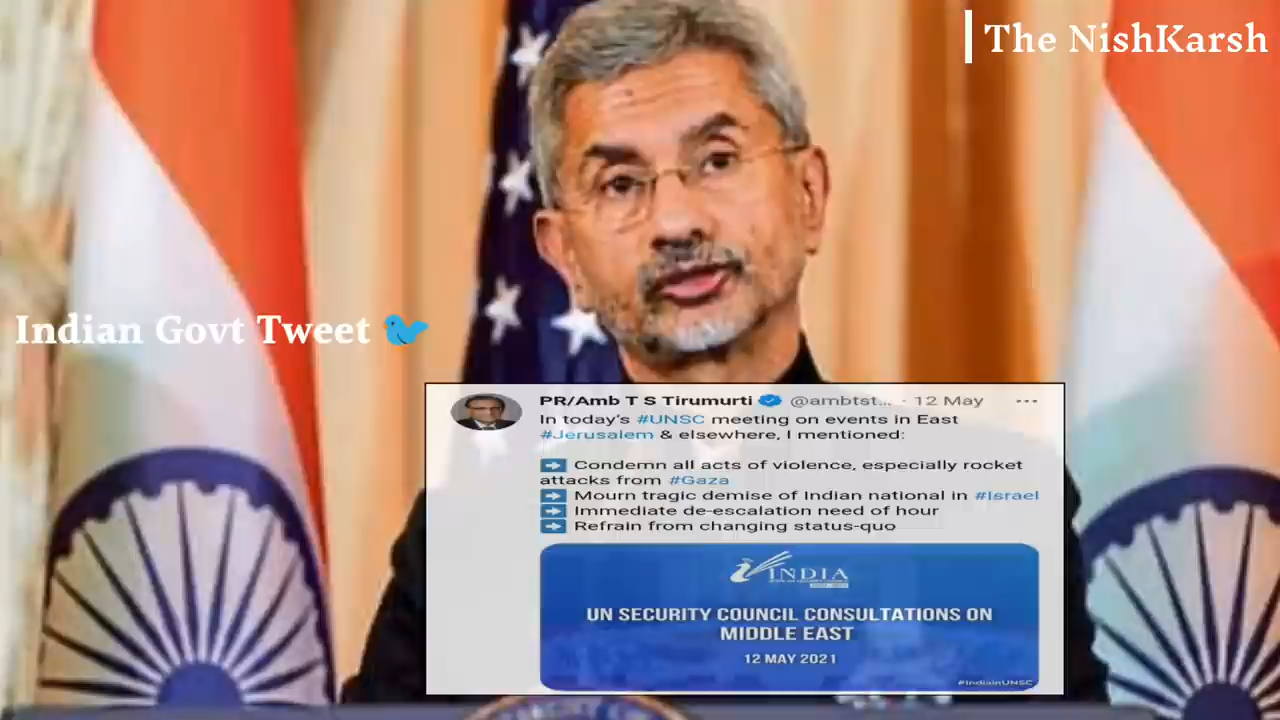 The NishKarsh
Indian Govt Tweet
PR/Amb T S Tirumurti @ambtst... · 12 May ...
In today's #UNSC meeting on events in East
#Jerusalem & elsewhere, I mentioned:
➡ Condemn all acts of violence, especially rocket
attacks from #Gaza
➡ Mourn tragic demise of Indian national in #Israel
➡ Immediate de-escalation need of hour
➡ Refrain from changing status-quo
INDIA
UN SECURITY COUNCIL CONSULTATIONS ON
MIDDLE EAST
12 MAY 2021
#IndiainUNSC